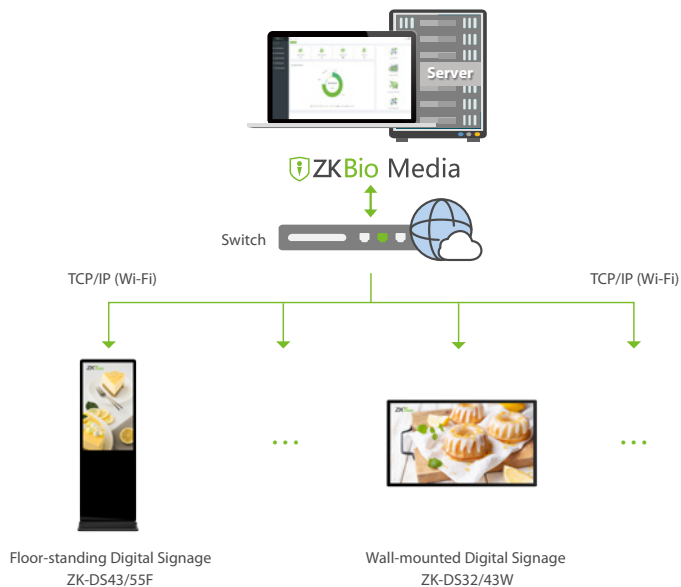 Server
ZKBio Media
Switch
TCP/IP (Wi-Fi)
TCP/IP (Wi-Fi)
ZK
Floor-standing Digital Signage
ZK-DS43/55F
Wall-mounted Digital Signage
ZK-DS32/43W